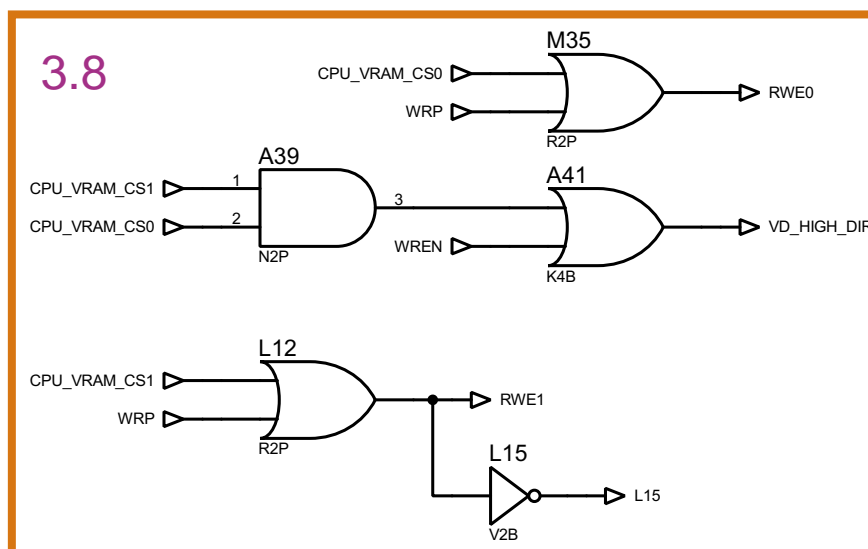 3.8
M35
CPU_VRAM_CS0
WRP
RWE0
R2P
A39
CPU_VRAM_CS1
1
CPU_VRAM_CS0
2
3
N2P
A41
WREN
VD_HIGH_DIR
K4B
L12
CPU_VRAM_CS1
WRP
RWE1
R2P
L15
L15
V2B